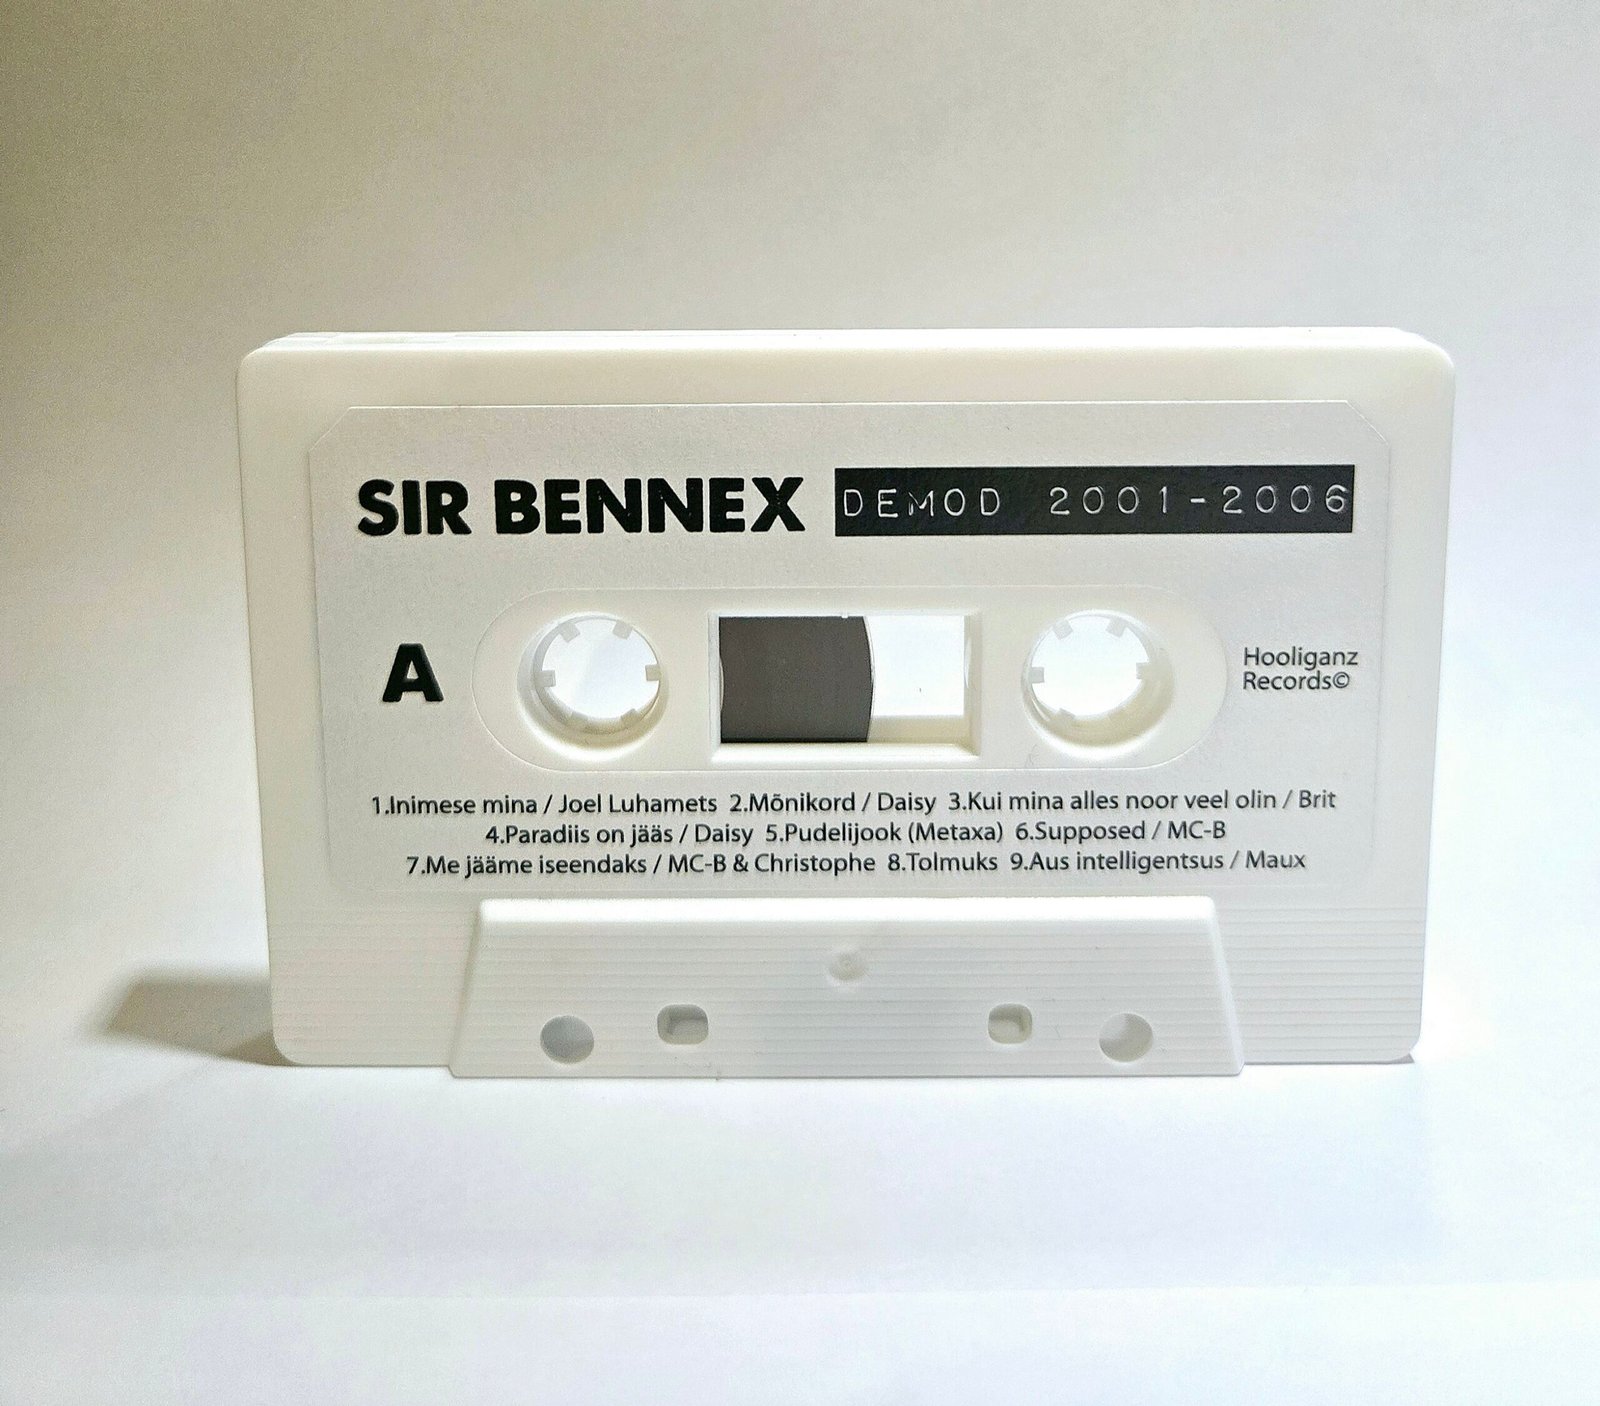 SIR BENNEX DEMOD 2001-2006
A
Hooliganz
Records©
1.Inimese mina / Joel Luhamets 2.Mõnikord / Daisy 3.Kui mina alles noor veel olin / Brit
4.Paradiis on jääs / Daisy 5.Pudelijook (Metaxa) 6.Supposed / MC-B
7.Me jääme iseendaks / MC-B & Christophe 8.Tolmuks 9.Aus intelligentsus / Maux